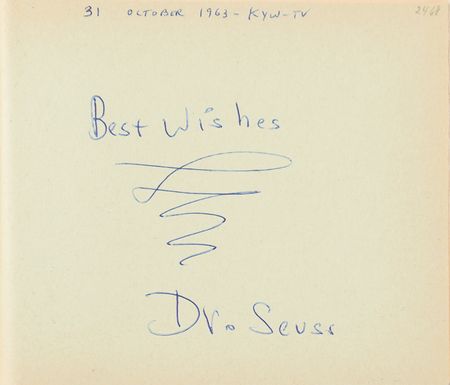 31 OCTOBER 1963 - KYW-TV
2468
Best Wishes
Dr. Seuss